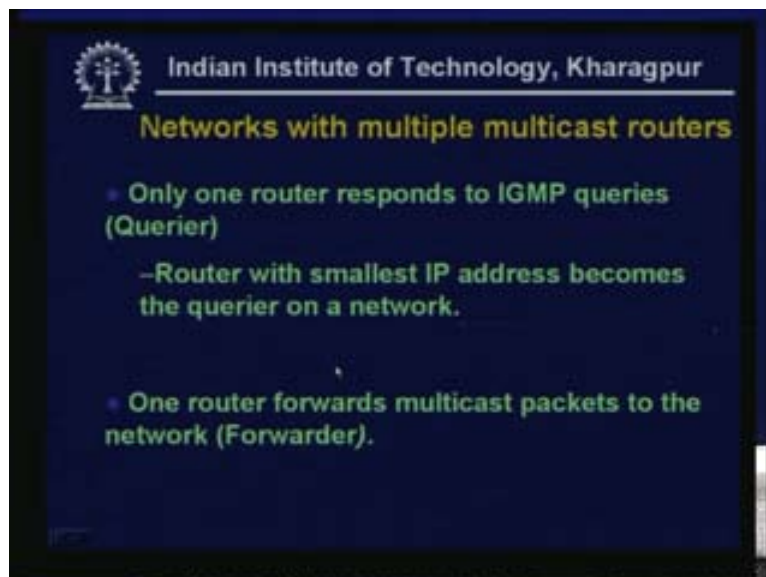 Indian Institute of Technology, Kharagpur
Networks with multiple multicast routers
Only one router responds to IGMP queries
(Querier)
–Router with smallest IP address becomes
the querier on a network.
One router forwards multicast packets to the
network (Forwarder).